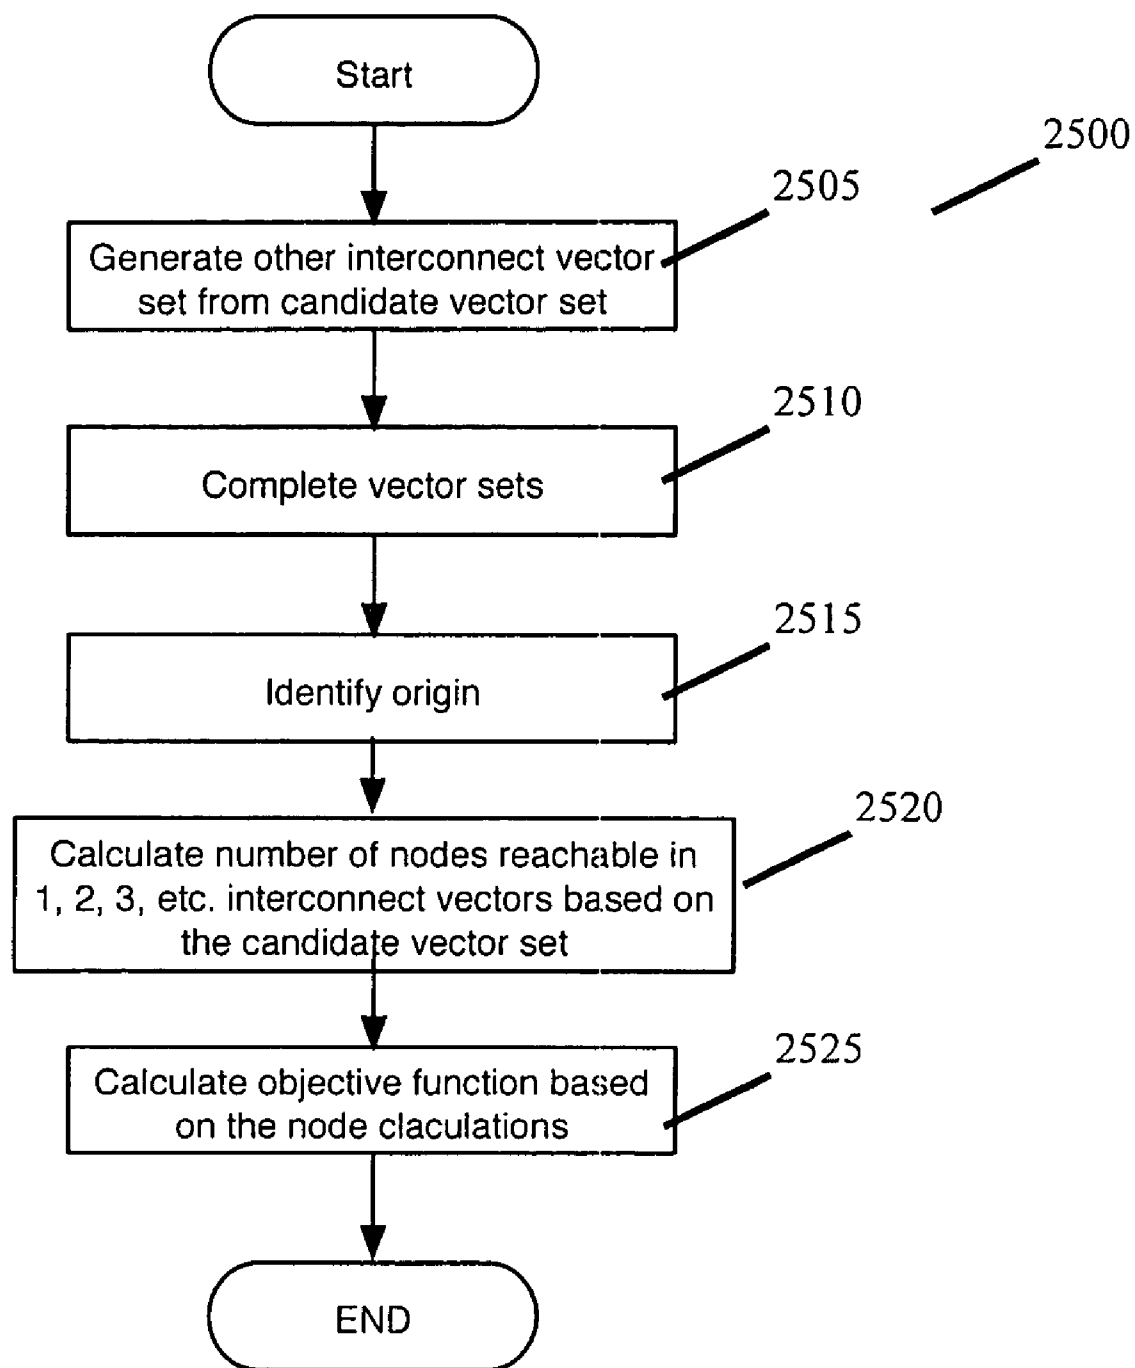 Start
2500
2505
Generate other interconnect vector
set from candidate vector set
2510
Complete vector sets
2515
Identify origin
2520
Calculate number of nodes reachable in
1, 2, 3, etc. interconnect vectors based on
the candidate vector set
2525
Calculate objective function based
on the node claculations
END